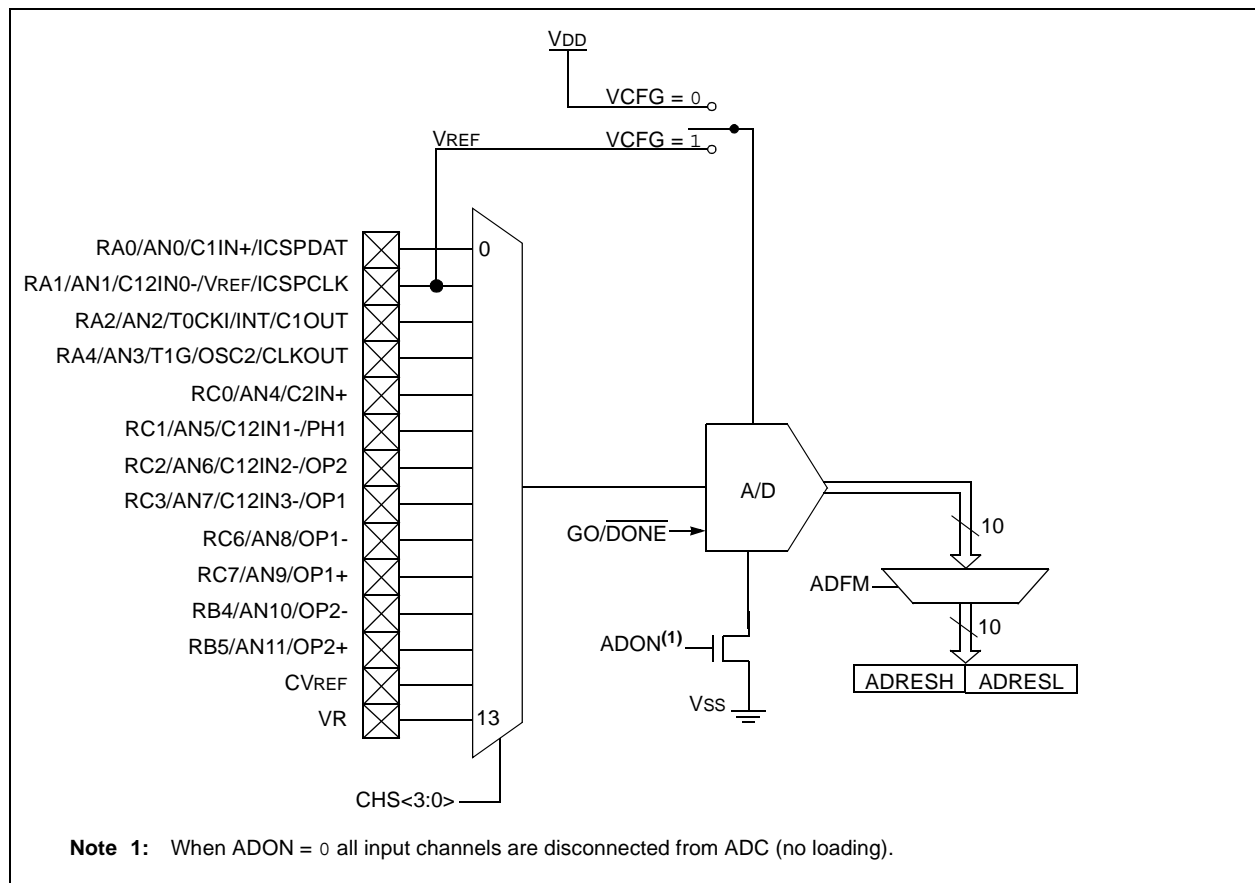 VDD
VCFG = 0
VREF
VCFG = 1
RA0/AN0/C1IN+/ICSPDAT
0
RA1/AN1/C12IN0-/VREF/ICSPCLK
RA2/AN2/T0CKI/INT/C1OUT
RA4/AN3/T1G/OSC2/CLKOUT
RC0/AN4/C2IN+
RC1/AN5/C12IN1-/PH1
RC2/AN6/C12IN2-/OP2
RC3/AN7/C12IN3-/OP1
A/D
RC6/AN8/OP1-
GO/DONE
10
RC7/AN9/OP1+
ADFM
RB4/AN10/OP2-
10
RB5/AN11/OP2+
ADON(1)
CVREF
ADRESH ADRESL
VR
13
VSS
CHS<3:0>
Note 1: When ADON = 0 all input channels are disconnected from ADC (no loading).